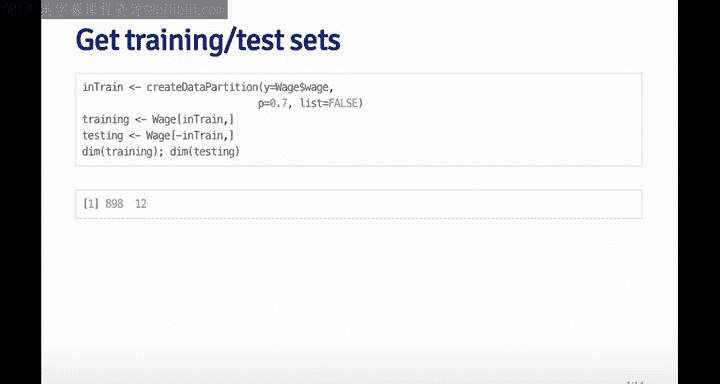 Get training/test sets
inTrain <- createDataPartition(y=Wage$wage,
p=0.7, list=FALSE)
training <- Wage[inTrain,]
testing <- Wage[-inTrain,]
dim(training); dim(testing)
[1] 898 12